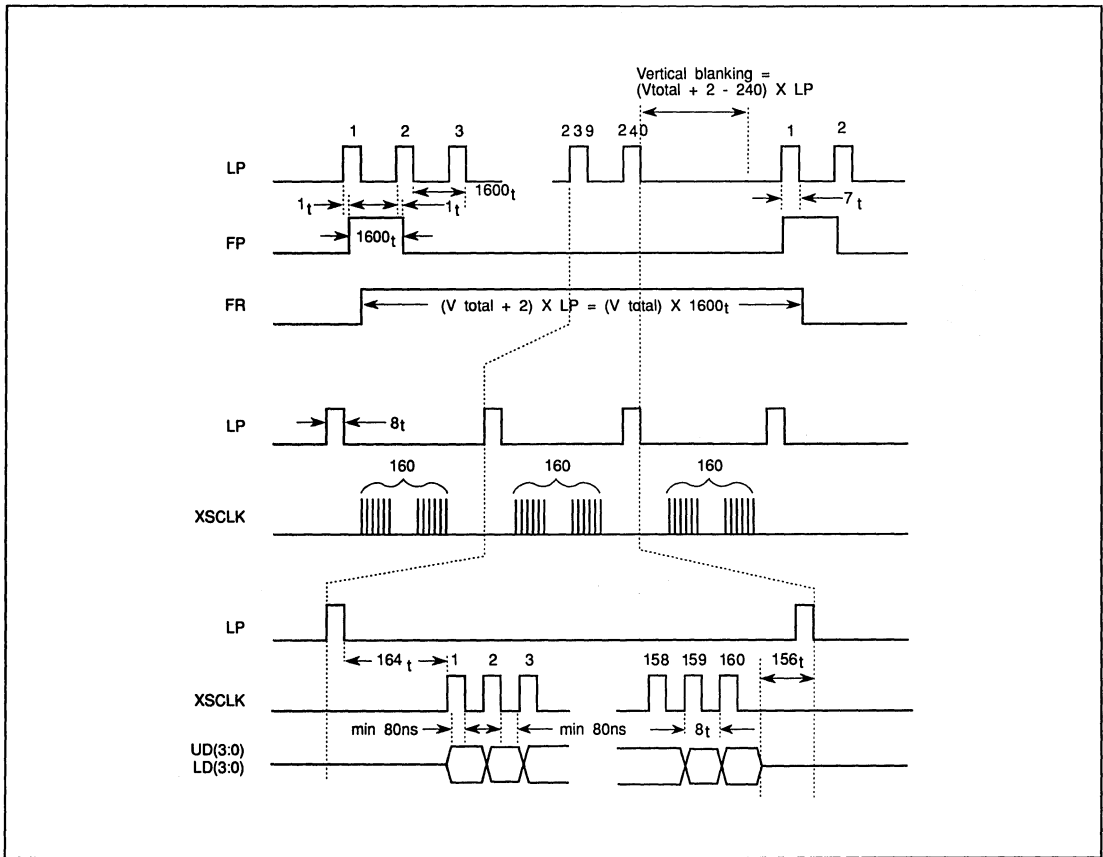 Vertical blanking =
(Vtotal + 2 - 240) X LP
1 2 3 239 240 1 2
LP
1600t
1t 1t 7t
FP 1600t
FR (V total + 2) X LP = (V total) X 1600t
LP 8t
160 160 160
XSCLK
LP
164t 1 2 3 158 159 160 156t
XSCLK
min 80ns min 80ns 8t
UD(3:0)
LD(3:0)